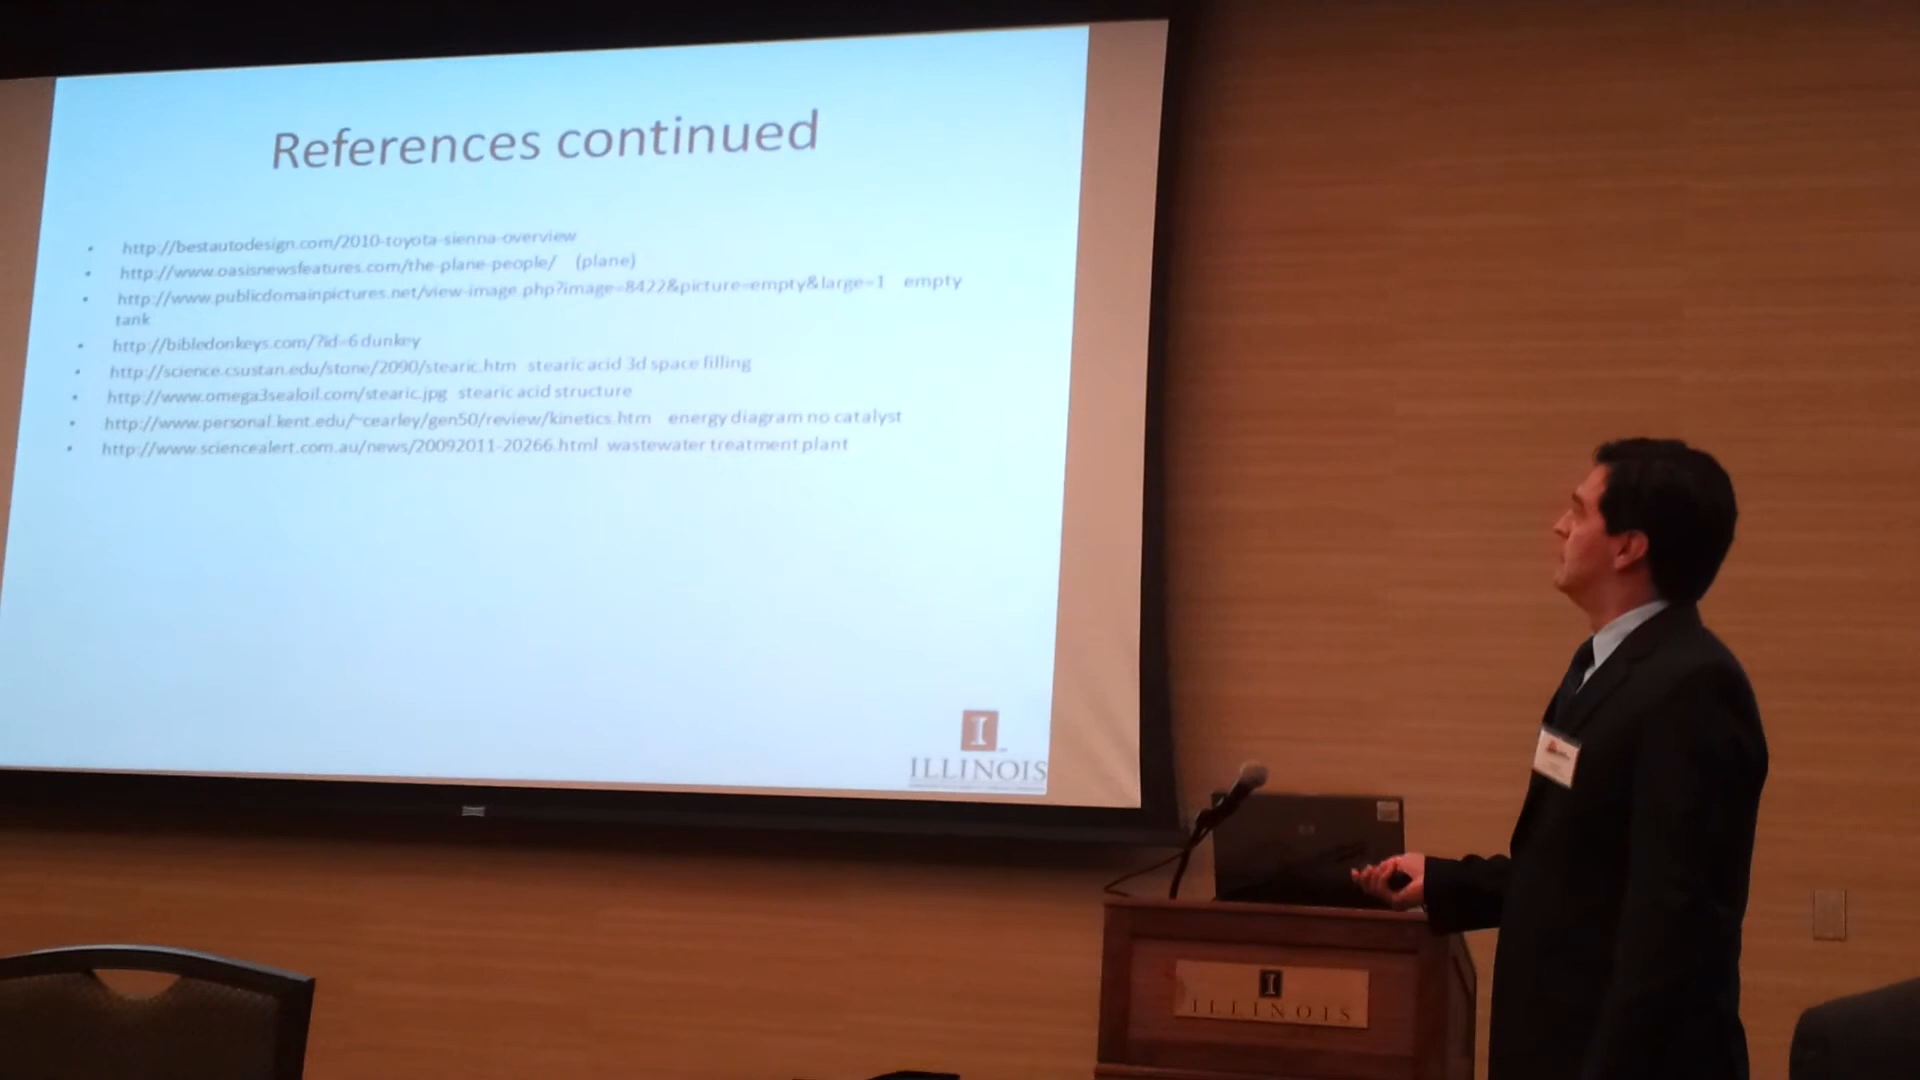 References continued
• http://bestautodesign.com/2010-toyota-sienna-overview
• http://www.oasisnewsfeatures.com/the-plane-people/ (plane)
• http://www.publicdomainpictures.net/view-image.php?image=8422&picture=empty&large=1 empty
tank
• http://bibledonkeys.com/?id=6 dunkey
• http://science.csustan.edu/stone/2090/stearic.htm stearic acid 3d space filling
• http://www.omega3sealoil.com/stearic.jpg stearic acid structure
• http://www.personal.kent.edu/~cearley/gen50/review/kinetics.htm energy diagram no catalyst
• http://www.sciencealert.com.au/news/20092011-20266.html wastewater treatment plant
I
ILLINOIS
I
ILLINOIS